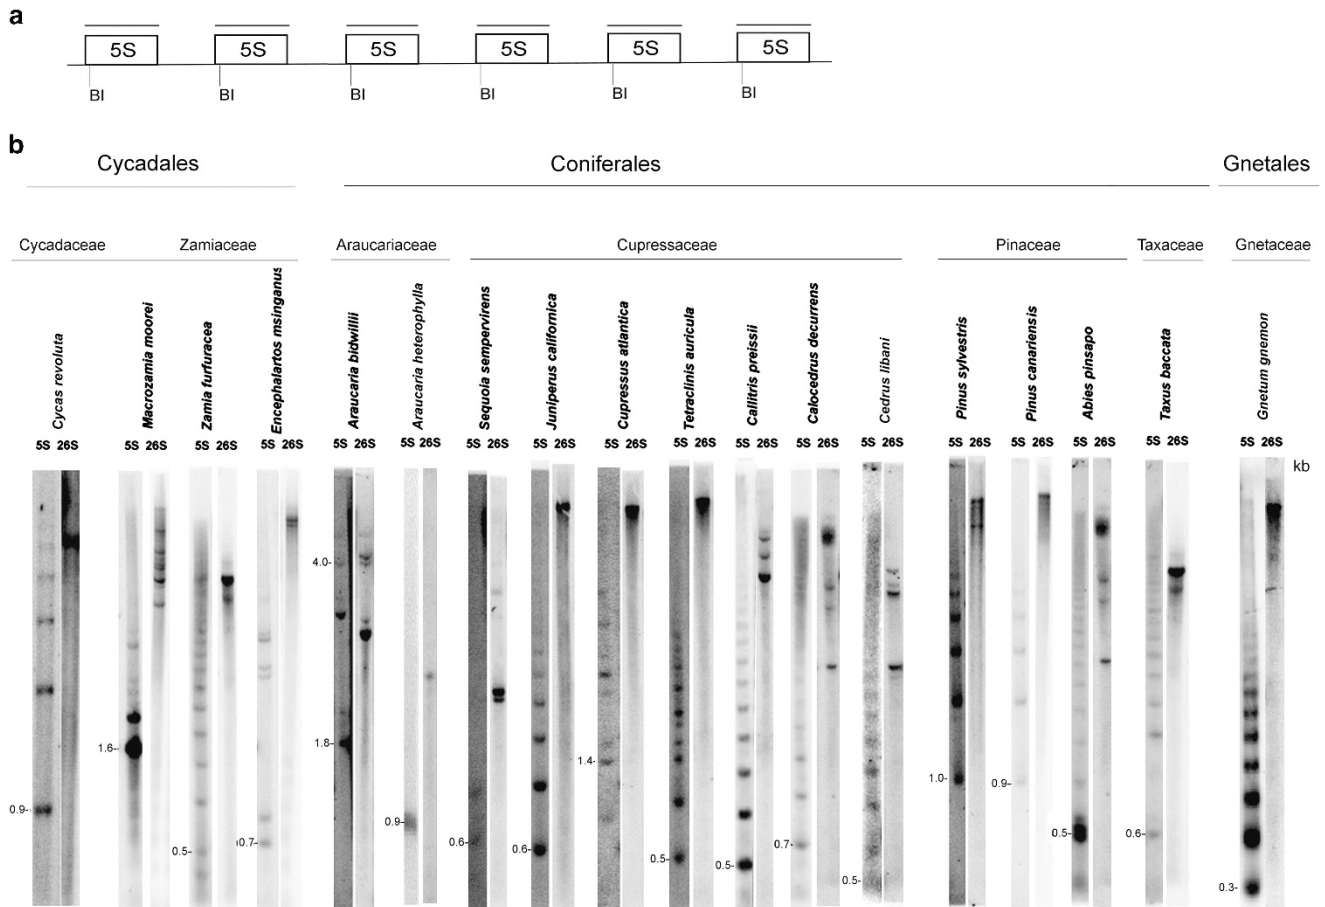 a
5S 5S 5S 5S 5S 5S
BI BI BI BI BI BI
b
Cycadales Coniferales Gnetales
Cycadaceae Zamiaceae Araucariaceae Cupressaceae Pinaceae Taxaceae Gnetaceae
Cycas revoluta
Macrozamia moorei
Zamia furfuracea
Encephalartos msinganus
Araucaria bidwillii
Araucaria heterophylla
Sequoia sempervirens
Juniperus californica
Cupressus atlantica
Tetraclinis auricula
Callitris preissii
Calocedrus decurrens
Cedrus libani
Pinus sylvestris
Pinus canariensis
Abies pinsapo
Taxus baccata
Gnetum gnemon
5S 26S 5S 26S 5S 26S 5S 26S 5S 26S 5S 26S 5S 26S 5S 26S 5S 26S 5S 26S 5S 26S 5S 26S 5S 26S 5S 26S 5S 26S 5S 26S 5S 26S 5S 26S
kb
0.9-
1.6-
0.5-
0.7-
4.0-
1.8-
0.9-
0.6-
0.6-
1.4-
0.5-
0.5-
0.7-
0.5-
1.0-
0.9-
0.5-
0.6-
0.3-